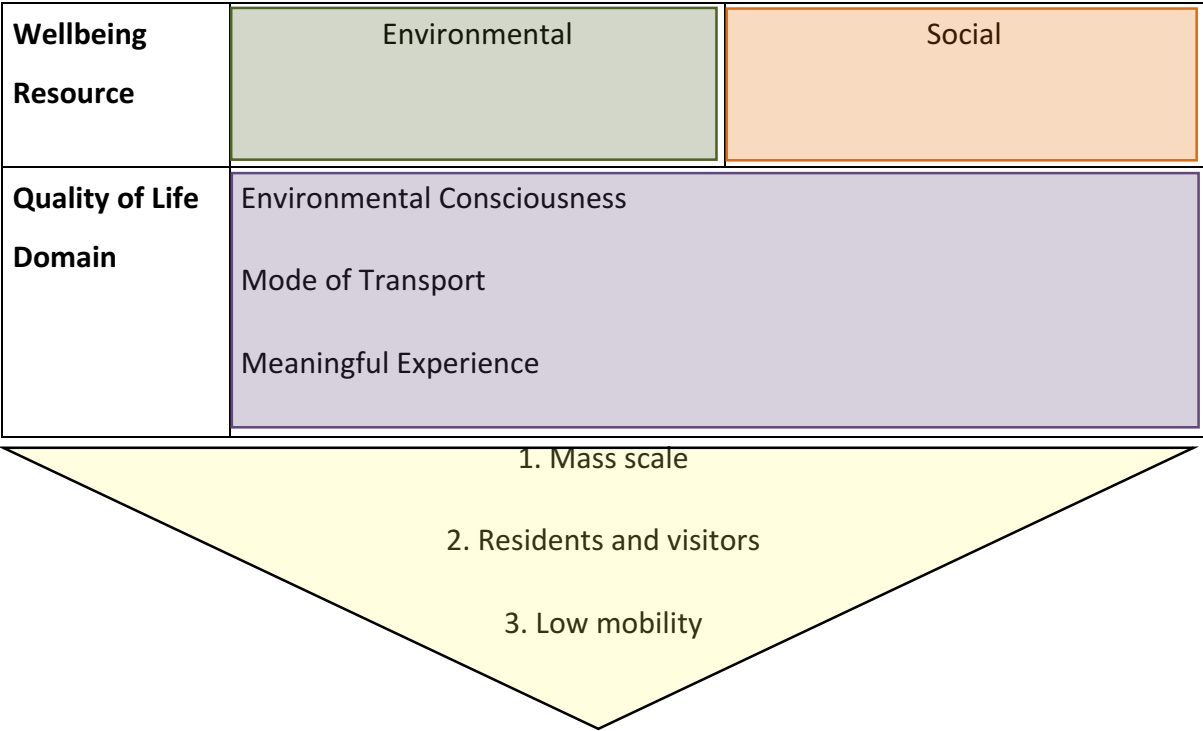 Wellbeing
Resource
Environmental
Social
Quality of Life
Domain
Environmental Consciousness
Mode of Transport
Meaningful Experience
1. Mass scale
2. Residents and visitors
3. Low mobility